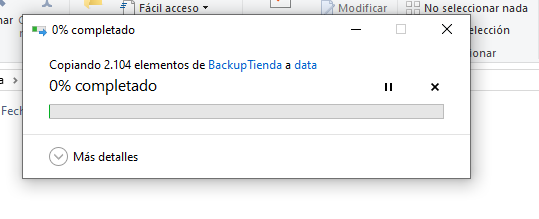 Fácil acceso
Modificar
No seleccionar nada
0% completado
Copiando 2.104 elementos de BackupTienda a data
0% completado
Más detalles